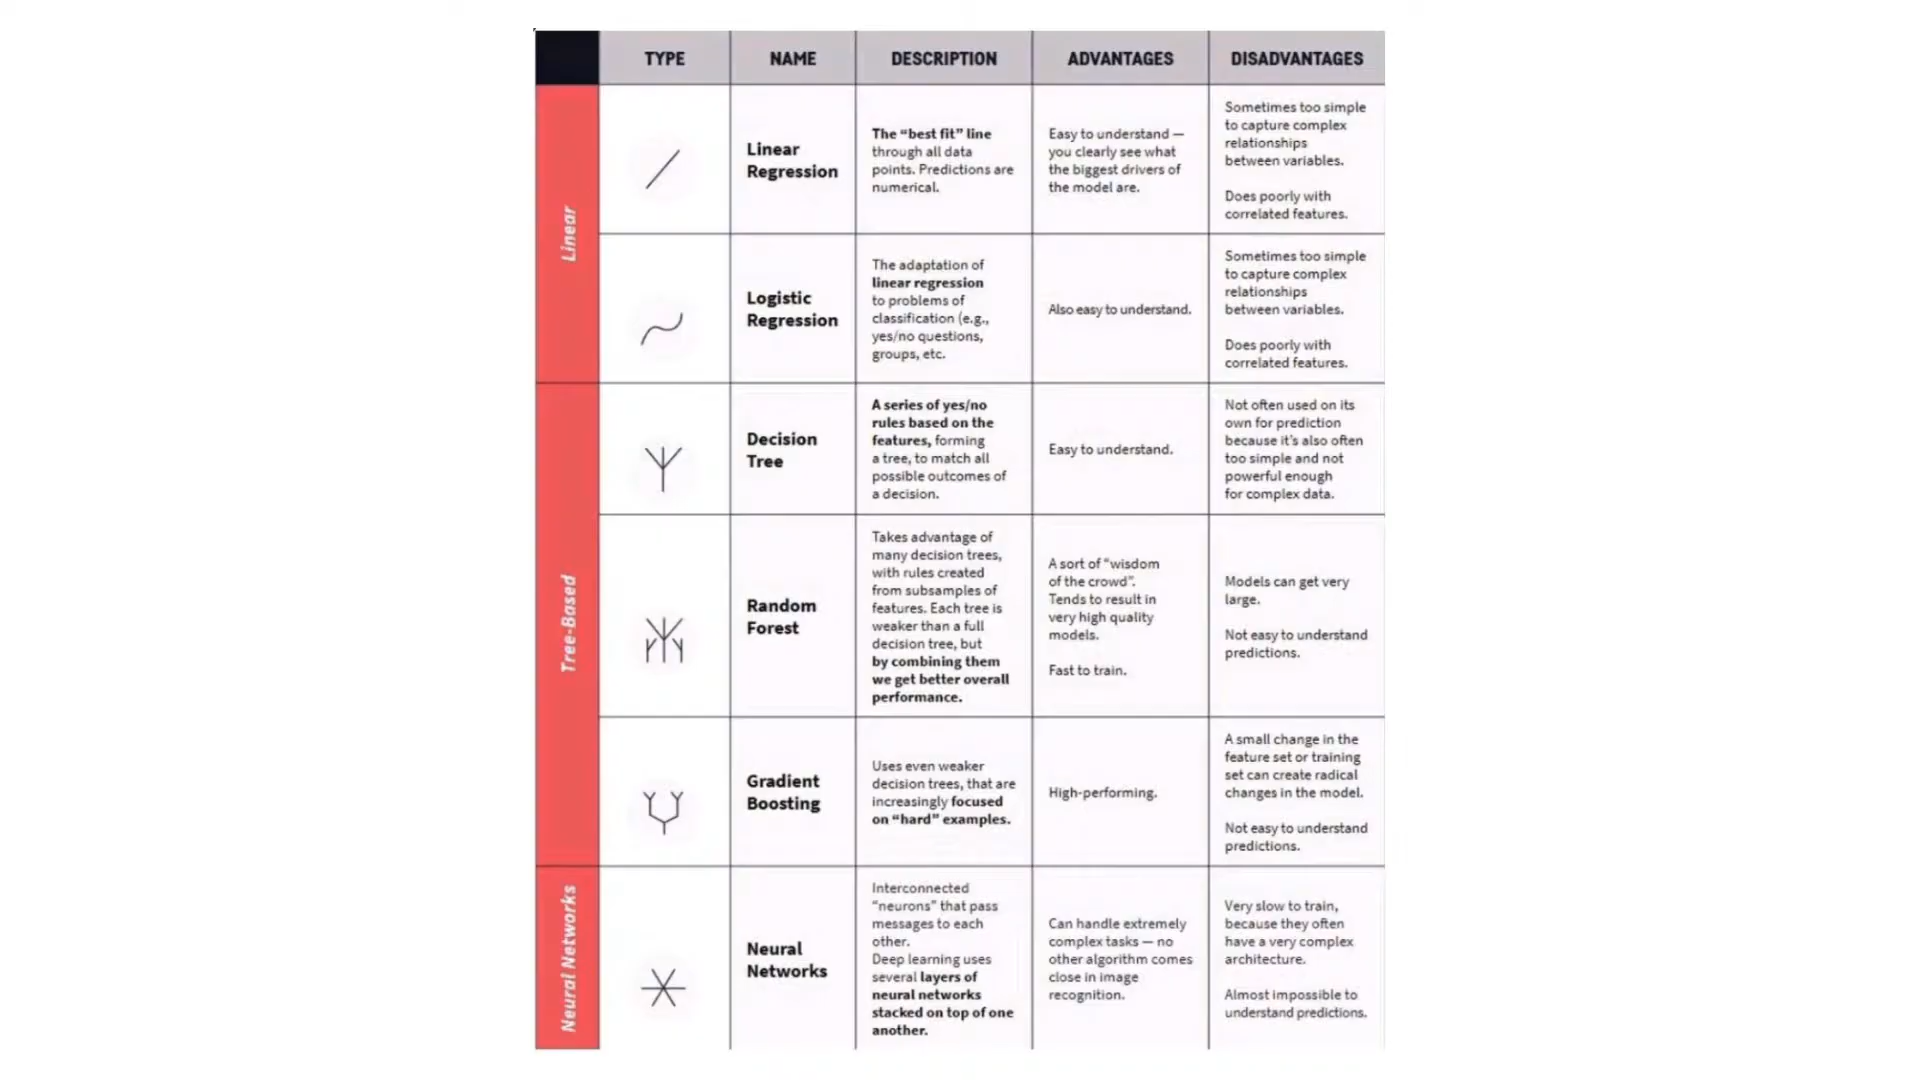 TYPE
NAME
DESCRIPTION
ADVANTAGES
DISADVANTAGES
Linear
Linear
Regression
The “best fit” line
through all data
points. Predictions are
numerical.
Easy to understand —
you clearly see what
the biggest drivers of
the model are.
Sometimes too simple
to capture complex
relationships
between variables.
Does poorly with
correlated features.
Logistic
Regression
The adaptation of
linear regression
to problems of
classification (e.g.,
yes/no questions,
groups, etc.
Also easy to understand.
Sometimes too simple
to capture complex
relationships
between variables.
Does poorly with
correlated features.
Tree-Based
Decision
Tree
A series of yes/no
rules based on the
features, forming
a tree, to match all
possible outcomes of
a decision.
Easy to understand.
Not often used on its
own for prediction
because it’s also often
too simple and not
powerful enough
for complex data.
Random
Forest
Takes advantage of
many decision trees,
with rules created
from subsamples of
features. Each tree is
weaker than a full
decision tree, but
by combining them
we get better overall
performance.
A sort of “wisdom
of the crowd”.
Tends to result in
very high quality
models.
Fast to train.
Models can get very
large.
Not easy to understand
predictions.
Gradient
Boosting
Uses even weaker
decision trees, that are
increasingly focused
on “hard” examples.
High-performing.
A small change in the
feature set or training
set can create radical
changes in the model.
Not easy to understand
predictions.
Neural Networks
Neural
Networks
Interconnected
“neurons” that pass
messages to each
other.
Deep learning uses
several layers of
neural networks
stacked on top of one
another.
Can handle extremely
complex tasks — no
other algorithm comes
close in image
recognition.
Very slow to train,
because they often
have a very complex
architecture.
Almost impossible to
understand predictions.